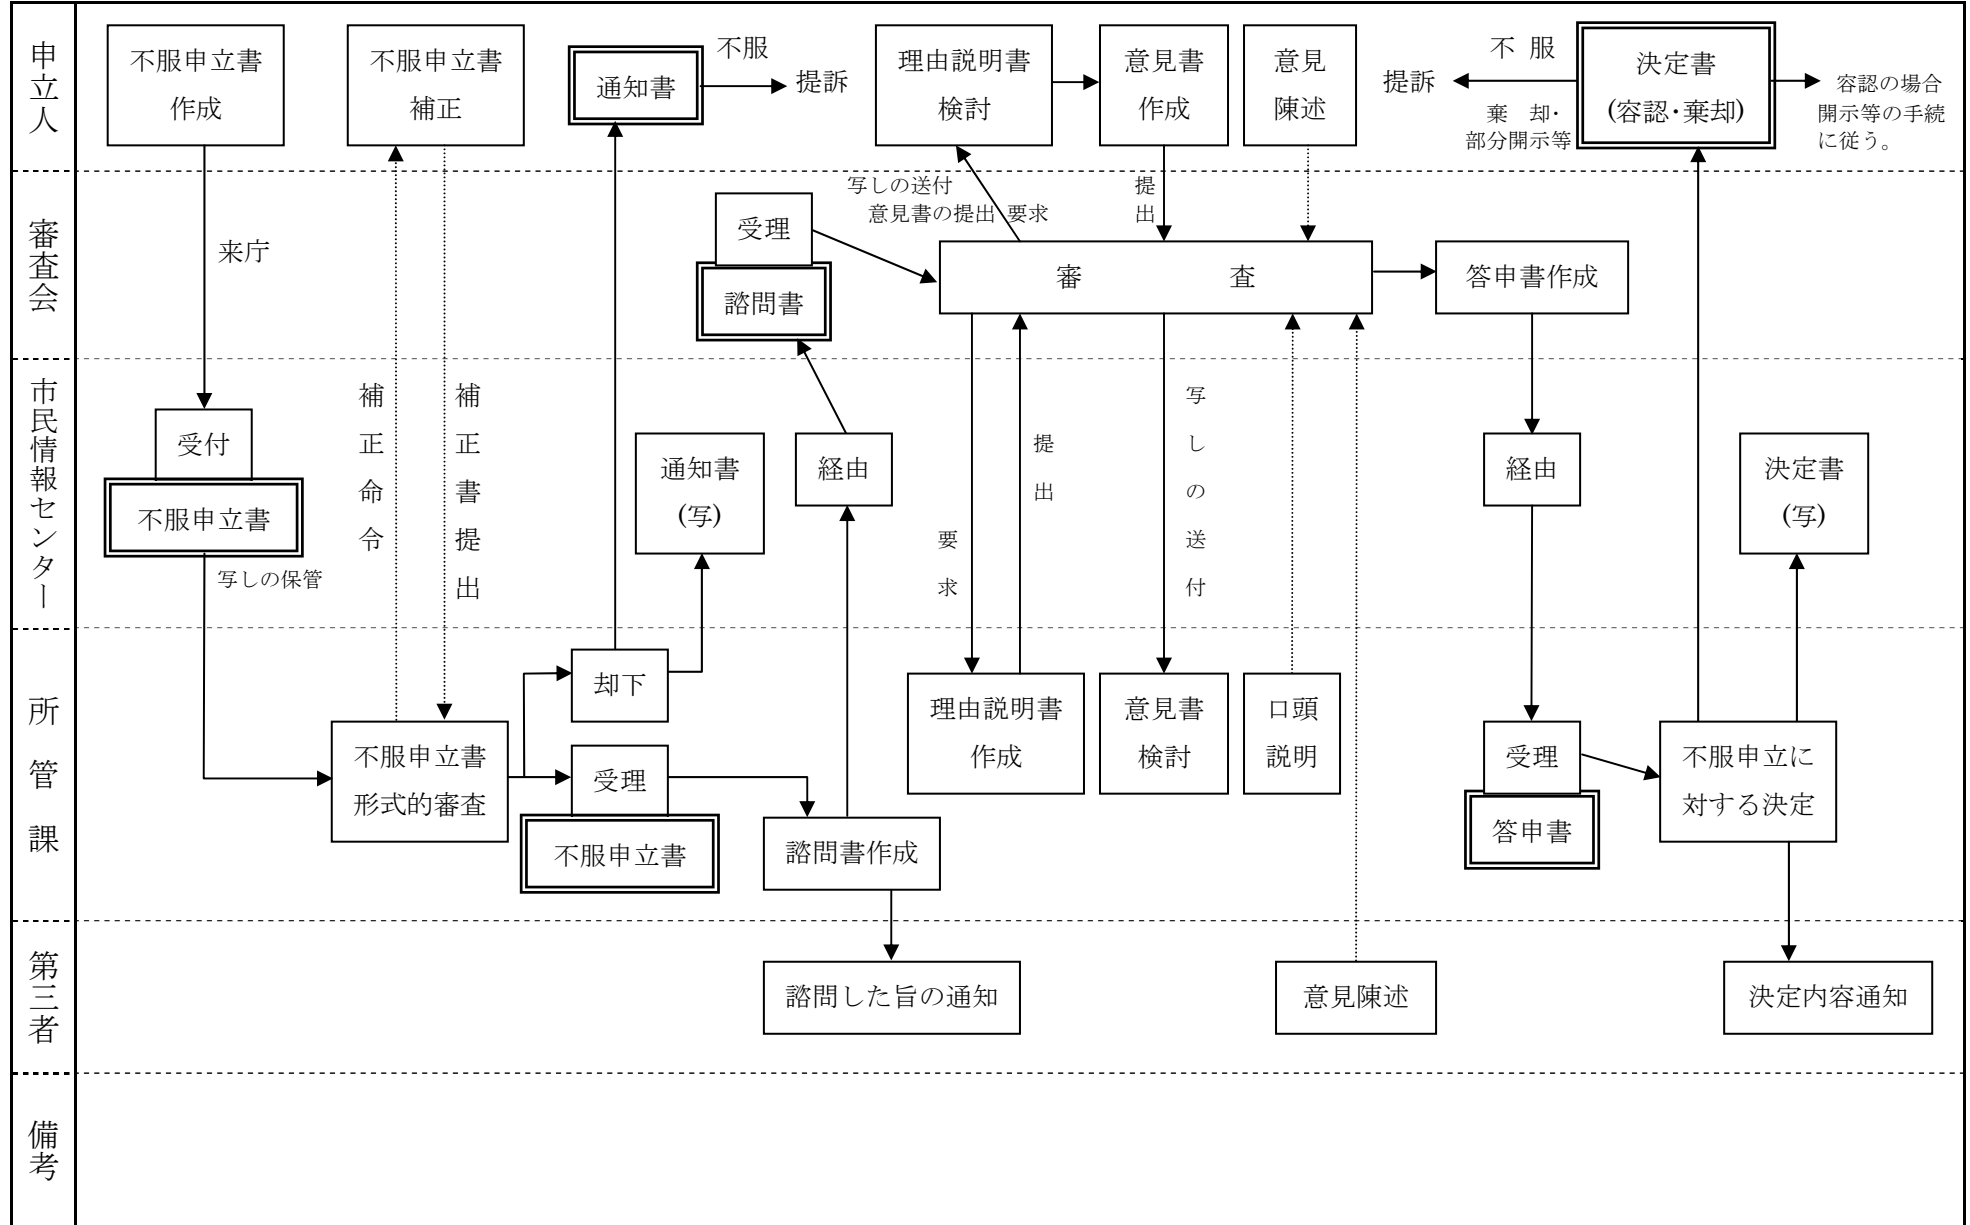 申立人
不服申立書
作成
不服申立書
補正
通知書
不服
提訴
理由説明書
検討
意見書
作成
意見
陳述
提訴
不 服
棄 却・
部分開示等
決定書
(容認・棄却)
容認の場合
開示等の手続
に従う。
審査会
来庁
受理
諮問書
写しの送付
意見書の提出 要求
提出
審 査
答申書作成
市民情報センター
受付
不服申立書
写しの保管
補正命令
補正書提出
通知書
(写)
経由
要求
提出
写しの送付
経由
決定書
(写)
所管課
不服申立書
形式的審査
却下
受理
不服申立書
諮問書作成
理由説明書
作成
意見書
検討
口頭
説明
受理
答申書
不服申立に
対する決定
第三者
諮問した旨の通知
意見陳述
決定内容通知
備考